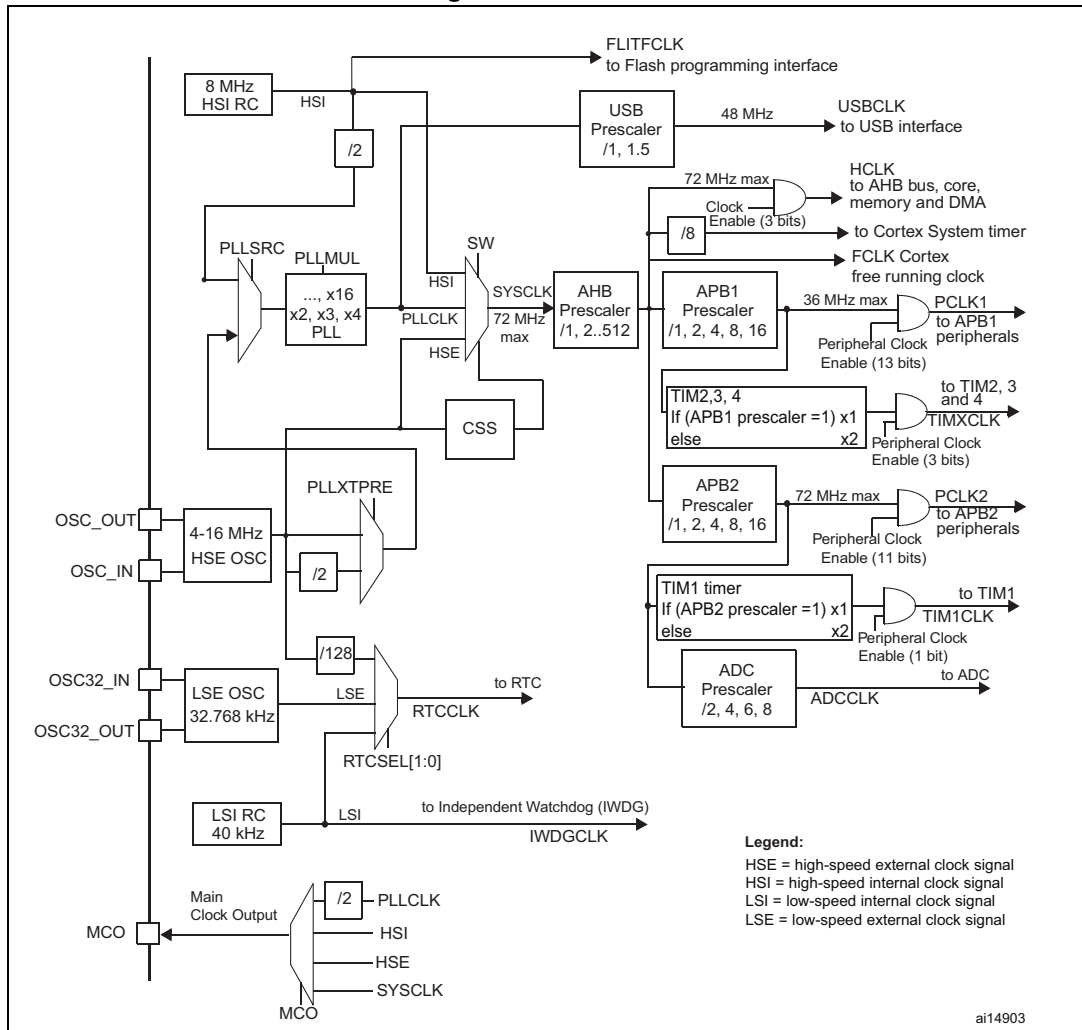 FLITFCLK
to Flash programming interface
8 MHz
HSI RC
HSI
/2
USB
Prescaler
/1, 1.5
48 MHz
USBCLK
to USB interface
72 MHz max
Clock
Enable (3 bits)
HCLK
to AHB bus, core,
memory and DMA
/8
to Cortex System timer
FCLK Cortex
free running clock
PLLSRC
PLLMUL
..., x16
x2, x3, x4
PLL
SW
HSI
PLLCLK
HSE
SYSCLK
72 MHz
max
AHB
Prescaler
/1, 2..512
APB1
Prescaler
/1, 2, 4, 8, 16
36 MHz max
PCLK1
to APB1
peripherals
Peripheral Clock
Enable (13 bits)
TIM2,3, 4
If (APB1 prescaler =1) x1
else x2
to TIM2, 3
and 4
TIMXCLK
Peripheral Clock
Enable (3 bits)
CSS
PLLXTPRE
OSC_OUT
OSC_IN
4-16 MHz
HSE OSC
/2
APB2
Prescaler
/1, 2, 4, 8, 16
72 MHz max
PCLK2
to APB2
peripherals
Peripheral Clock
Enable (11 bits)
TIM1 timer
If (APB2 prescaler =1) x1
else x2
to TIM1
TIM1CLK
Peripheral Clock
Enable (1 bit)
ADC
Prescaler
/2, 4, 6, 8
to ADC
ADCCLK
/128
OSC32_IN
OSC32_OUT
LSE OSC
32.768 kHz
LSE
to RTC
RTCCLK
RTCSEL[1:0]
LSI RC
40 kHz
LSI
to Independent Watchdog (IWDG)
IWDGCLK
Legend:
HSE = high-speed external clock signal
HSI = high-speed internal clock signal
LSI = low-speed internal clock signal
LSE = low-speed external clock signal
Main
Clock Output
MCO
/2
PLLCLK
HSI
HSE
SYSCLK
MCO
ai14903